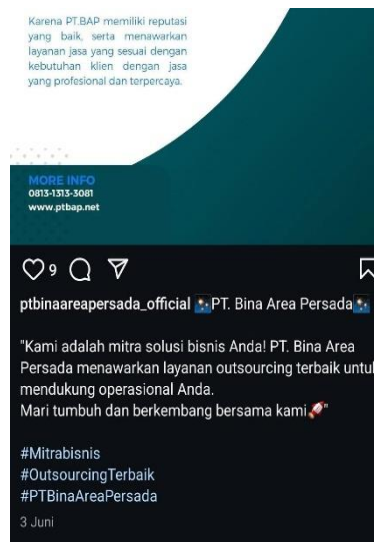 Karena PT.BAP memiliki reputasi
yang baik, serta menawarkan
layanan jasa yang sesuai dengan
kebutuhan klien dengan jasa
yang profesional dan terpercaya.
MORE INFO
0813-1313-3081
www.ptbap.net
9
ptbinaareapersada_official PT. Bina Area Persada
"Kami adalah mitra solusi bisnis Anda! PT. Bina Area
Persada menawarkan layanan outsourcing terbaik untuk
mendukung operasional Anda.
Mari tumbuh dan berkembang bersama kami🚀"
#Mitrabisnis
#OutsourcingTerbaik
#PTBinaAreaPersada
3 Juni